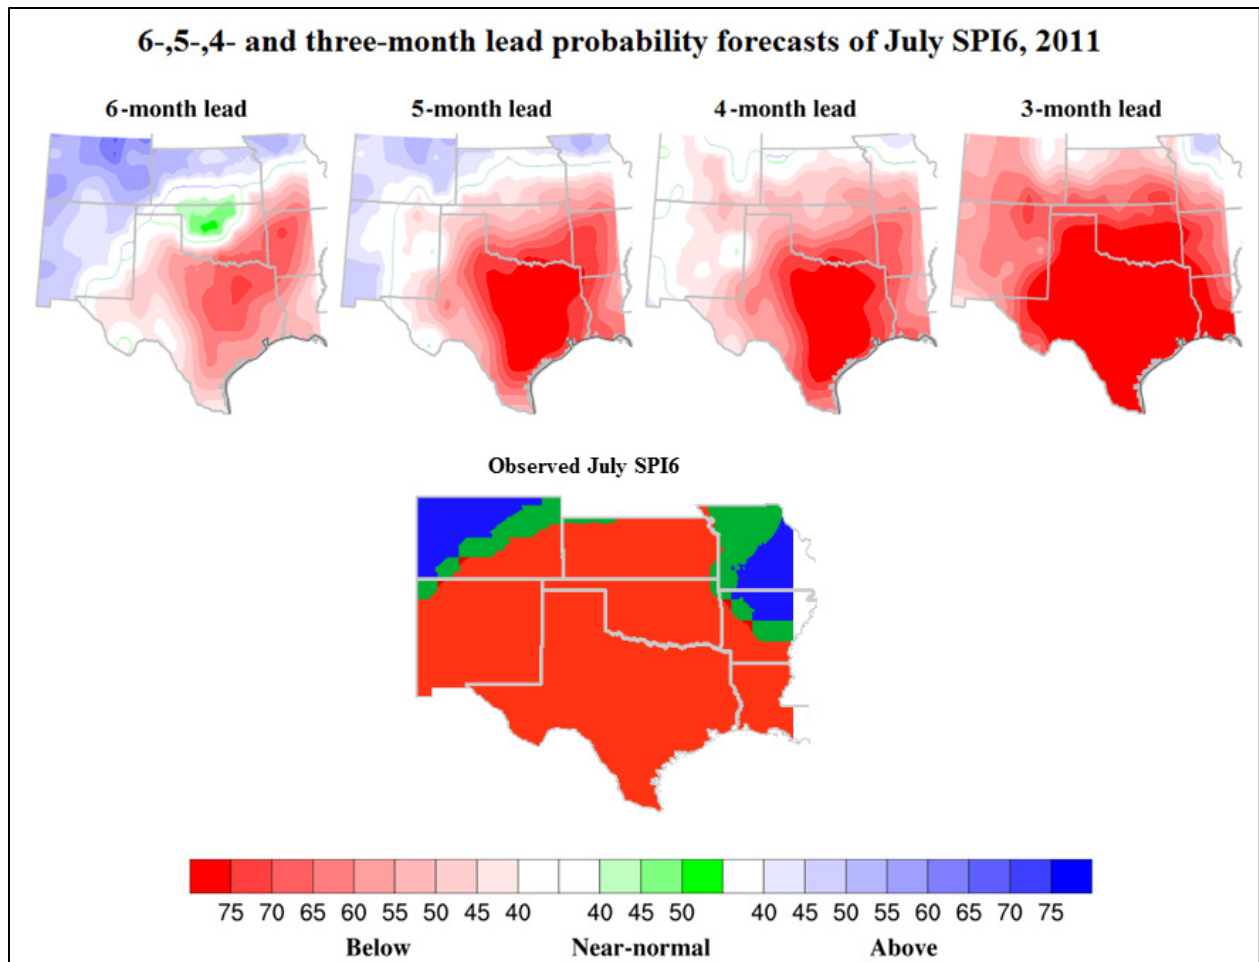 6-,5-,4- and three-month lead probability forecasts of July SPI6, 2011
6-month lead 5-month lead 4-month lead 3-month lead
Observed July SPI6
75 70 65 60 55 50 45 40 40 45 50 40 45 50 55 60 65 70 75
Below Near-normal Above